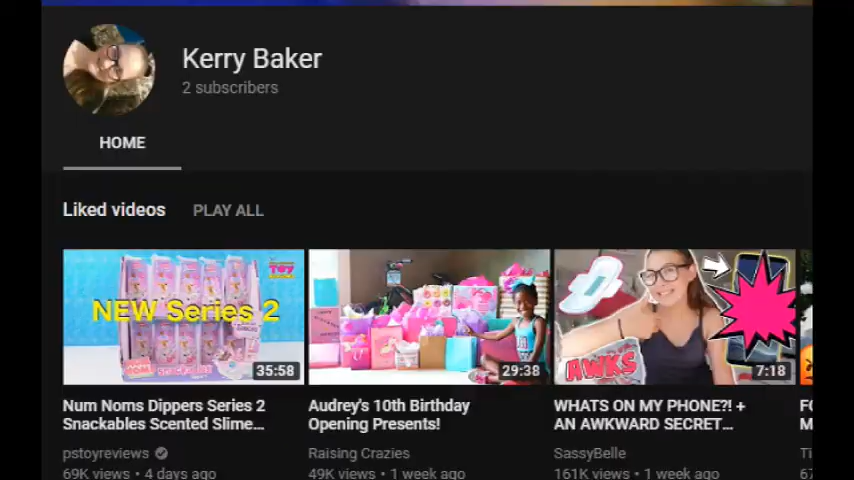 Kerry Baker
2 subscribers
HOME
Liked videos PLAY ALL
NEW Series 2
TOY
35:58
29:38
AWKS
7:18
Num Noms Dippers Series 2
Snackables Scented Slime...
pstoyreviews
69K views • 4 days ago
Audrey's 10th Birthday
Opening Presents!
Raising Crazies
49K views • 1 week ago
WHATS ON MY PHONE?! +
AN AWKWARD SECRET...
SassyBelle
161K views • 1 week ago